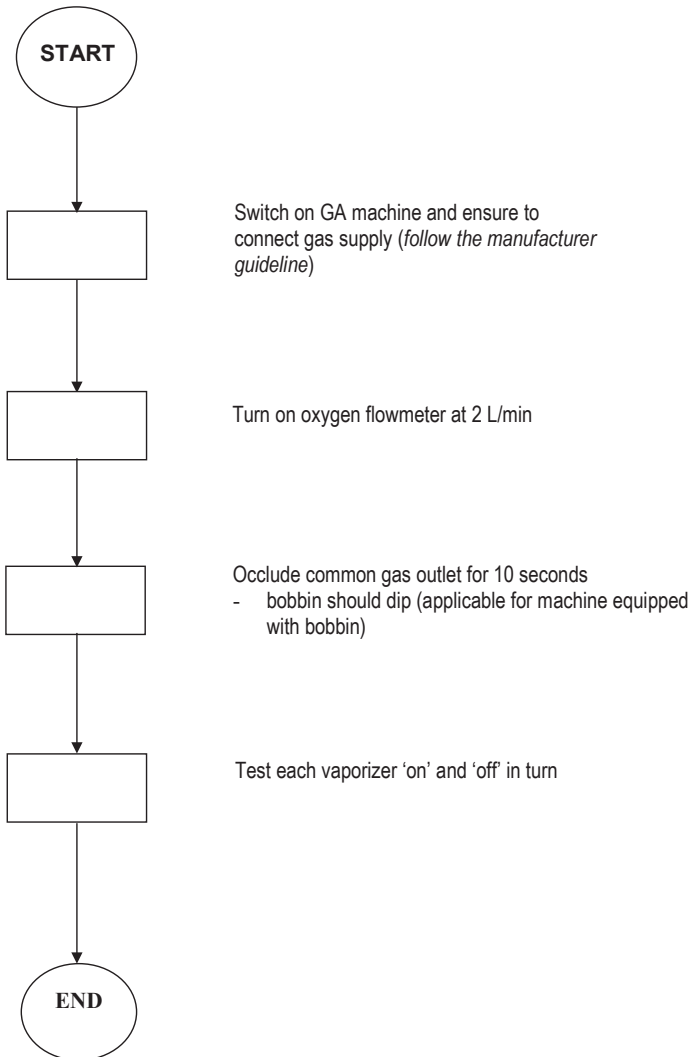 START
Switch on GA machine and ensure to
connect gas supply (follow the manufacturer
guideline)
Turn on oxygen flowmeter at 2 L/min
Occlude common gas outlet for 10 seconds
- bobbin should dip (applicable for machine equipped
with bobbin)
Test each vaporizer ‘on’ and ‘off’ in turn
END